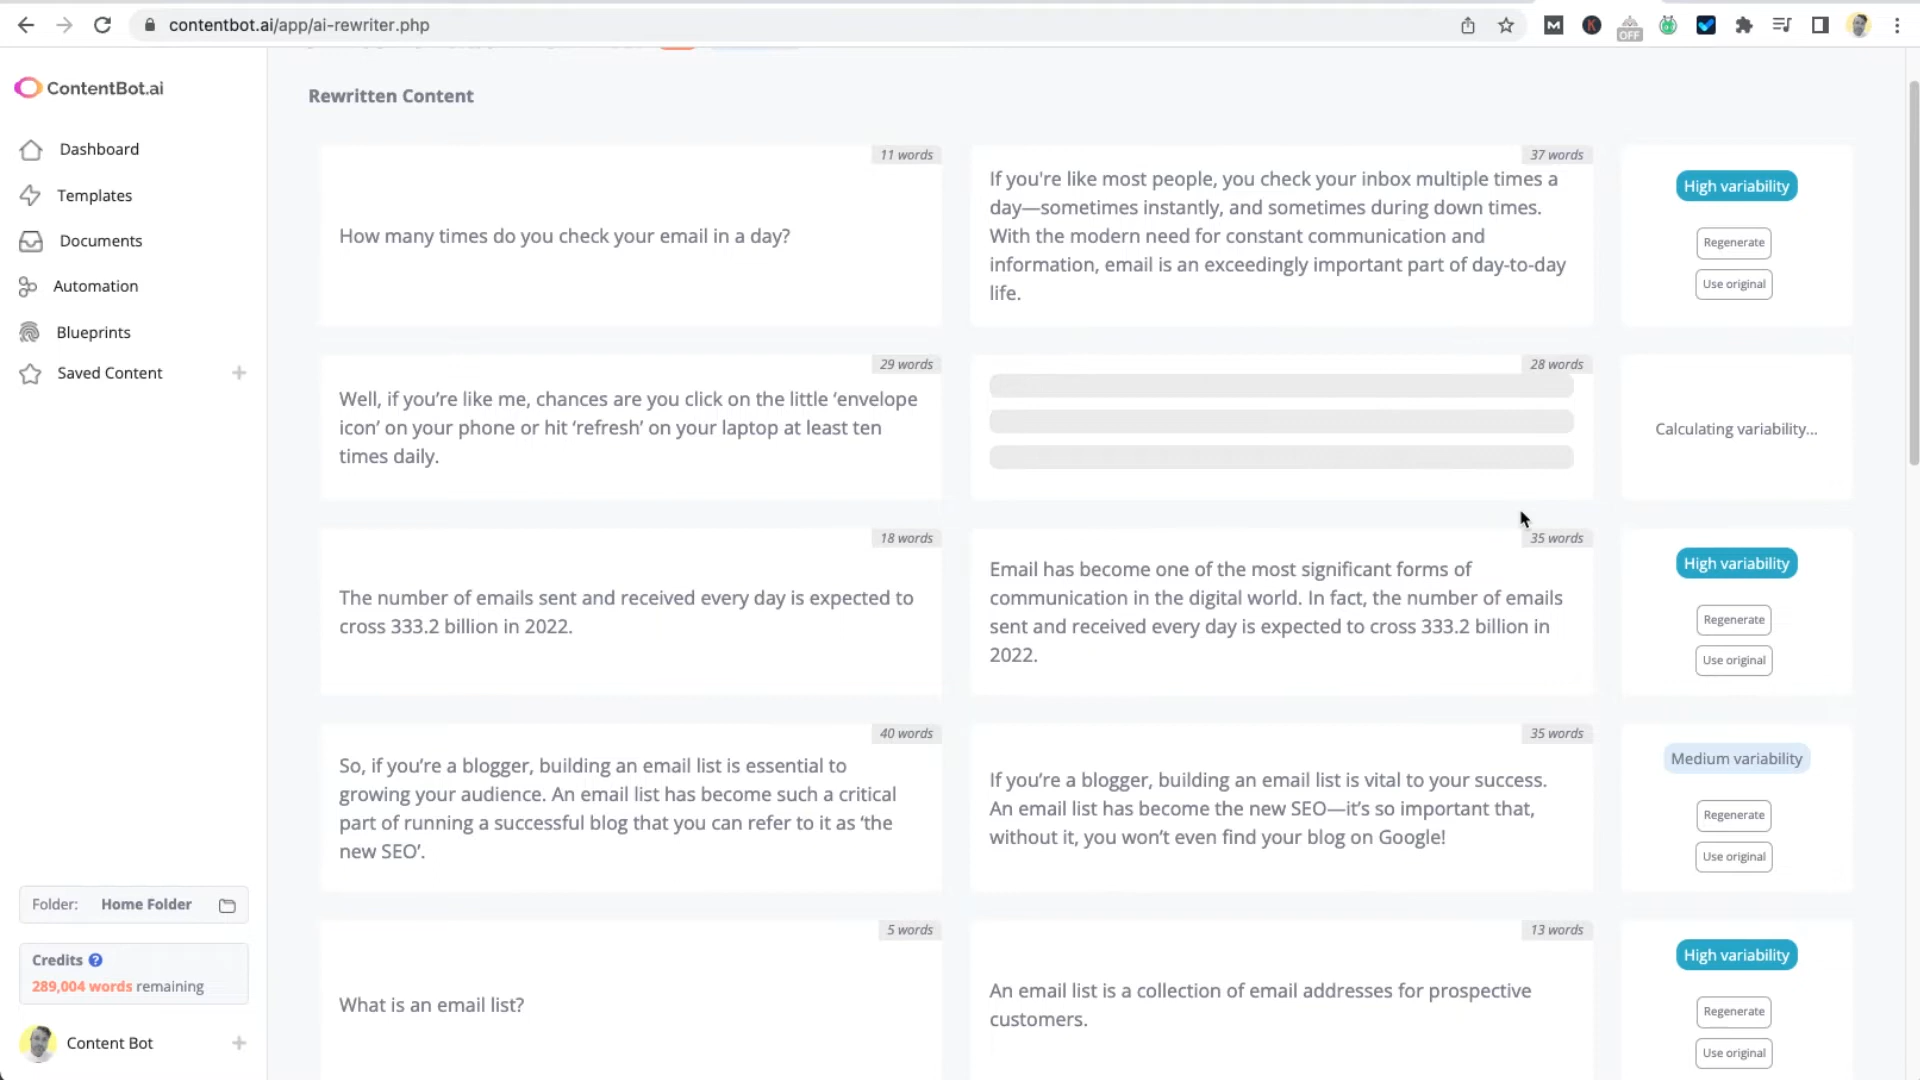 contentbot.ai/app/ai-rewriter.php
OFF
ContentBot.ai
Dashboard
Templates
Documents
Automation
Blueprints
Saved Content
Folder: Home Folder
Credits
289,004 words remaining
Content Bot
Rewritten Content
11 words
How many times do you check your email in a day?
37 words
If you're like most people, you check your inbox multiple times a
day—sometimes instantly, and sometimes during down times.
With the modern need for constant communication and
information, email is an exceedingly important part of day-to-day
life.
High variability
Regenerate
Use original
29 words
Well, if you’re like me, chances are you click on the little ‘envelope
icon’ on your phone or hit ‘refresh’ on your laptop at least ten
times daily.
28 words
Calculating variability...
18 words
The number of emails sent and received every day is expected to
cross 333.2 billion in 2022.
35 words
Email has become one of the most significant forms of
communication in the digital world. In fact, the number of emails
sent and received every day is expected to cross 333.2 billion in
2022.
High variability
Regenerate
Use original
40 words
So, if you’re a blogger, building an email list is essential to
growing your audience. An email list has become such a critical
part of running a successful blog that you can refer to it as ‘the
new SEO’.
35 words
If you’re a blogger, building an email list is vital to your success.
An email list has become the new SEO—it’s so important that,
without it, you won’t even find your blog on Google!
Medium variability
Regenerate
Use original
5 words
What is an email list?
13 words
An email list is a collection of email addresses for prospective
customers.
High variability
Regenerate
Use original